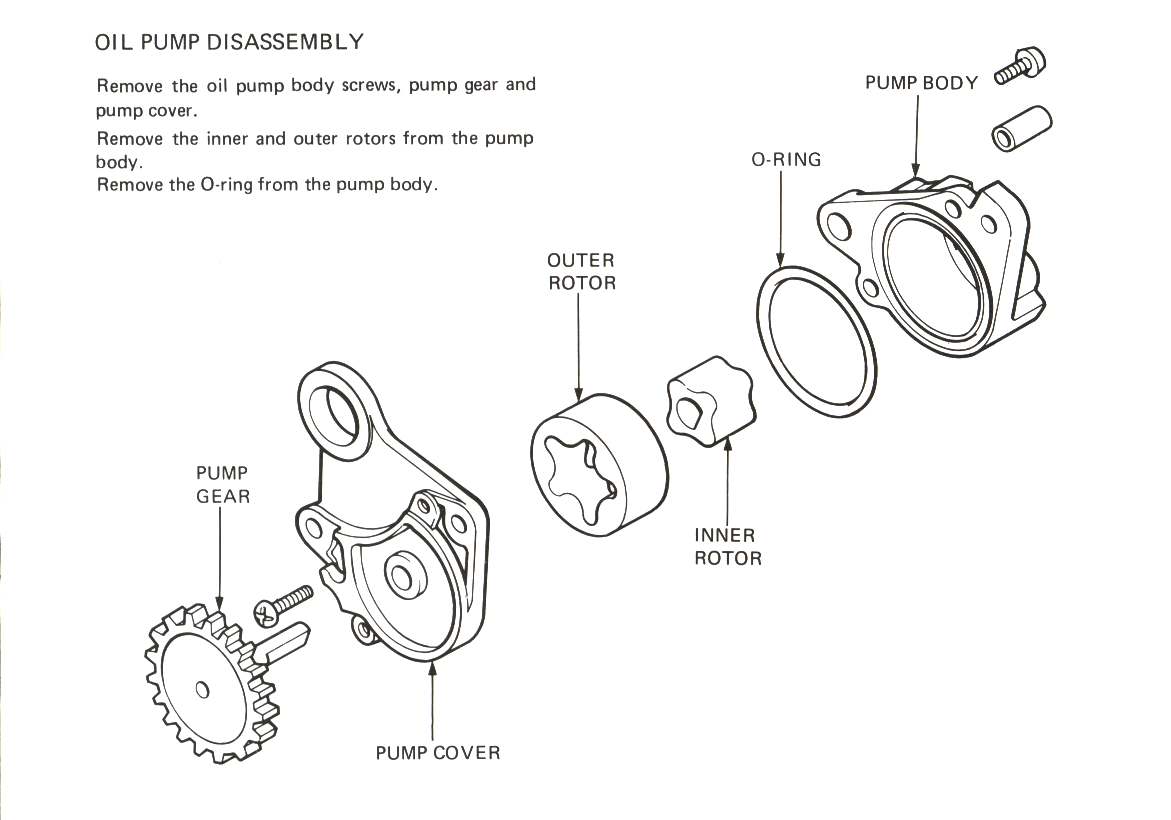 OIL PUMP DISASSEMBLY
Remove the oil pump body screws, pump gear and
pump cover.
Remove the inner and outer rotors from the pump
body.
Remove the O-ring from the pump body.
PUMP BODY
O-RING
OUTER
ROTOR
PUMP
GEAR
INNER
ROTOR
PUMP COVER